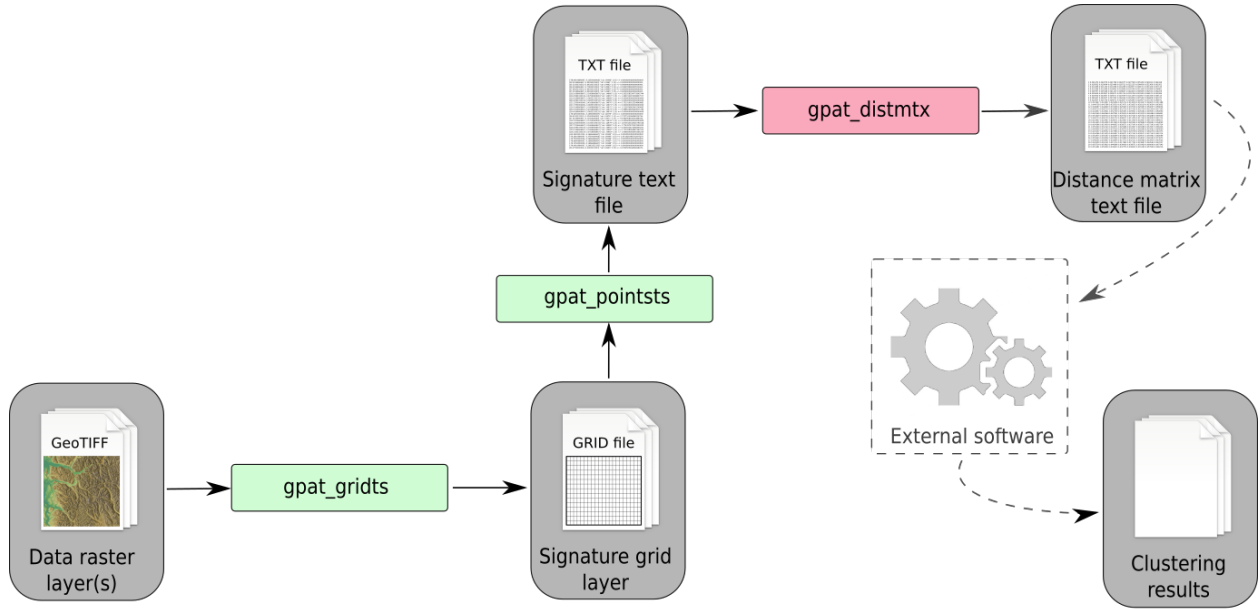 TXT file
Signature text
file
gpat_distmtx
TXT file
Distance matrix
text file
gpat_pointsts
External software
GeoTIFF
Data raster
layer(s)
gpat_gridts
GRID file
Signature grid
layer
Clustering
results